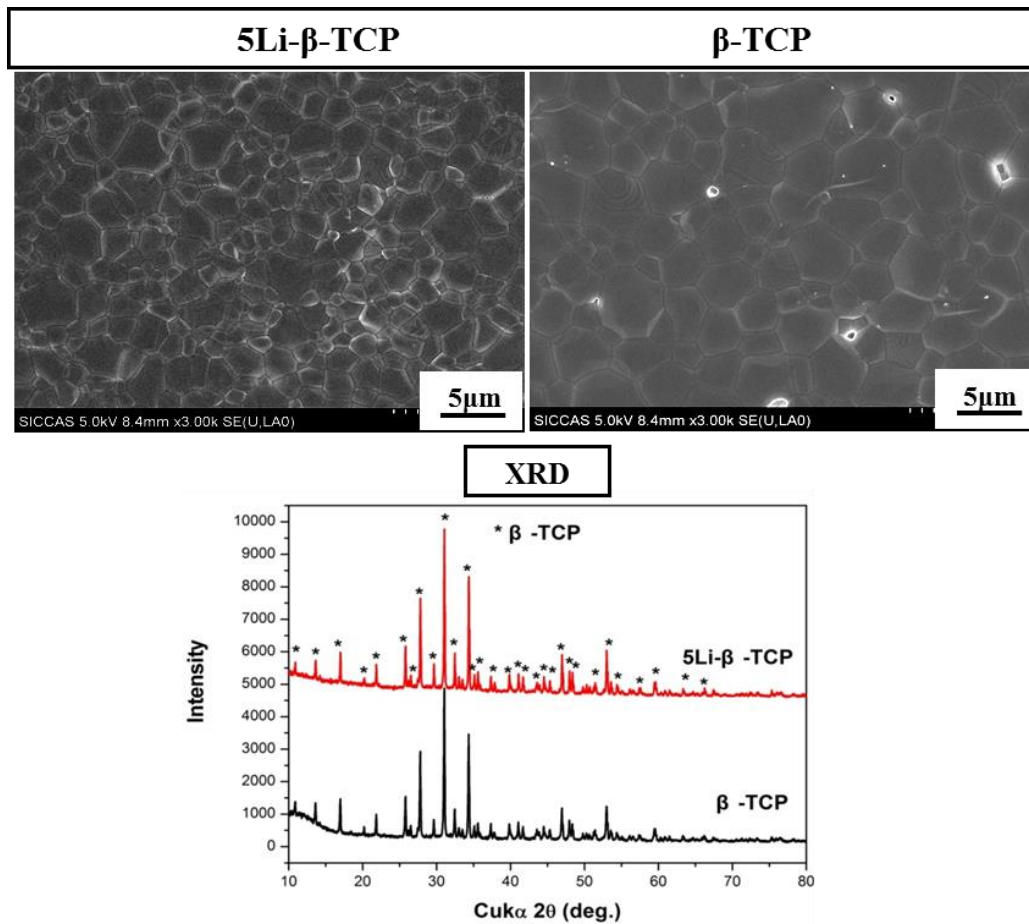 5Li-β-TCP
β-TCP
5μm
SICCAS 5.0kV 8.4mm x3.00k SE(U,LA0)
5μm
SICCAS 5.0kV 8.4mm x3.00k SE(U,LA0)
XRD
10000
9000
8000
7000
6000
5000
4000
3000
2000
1000
0
Intensity
* β -TCP
5Li-β -TCP
β -TCP
10 20 30 40 50 60 70 80
Cukα 2θ (deg.)